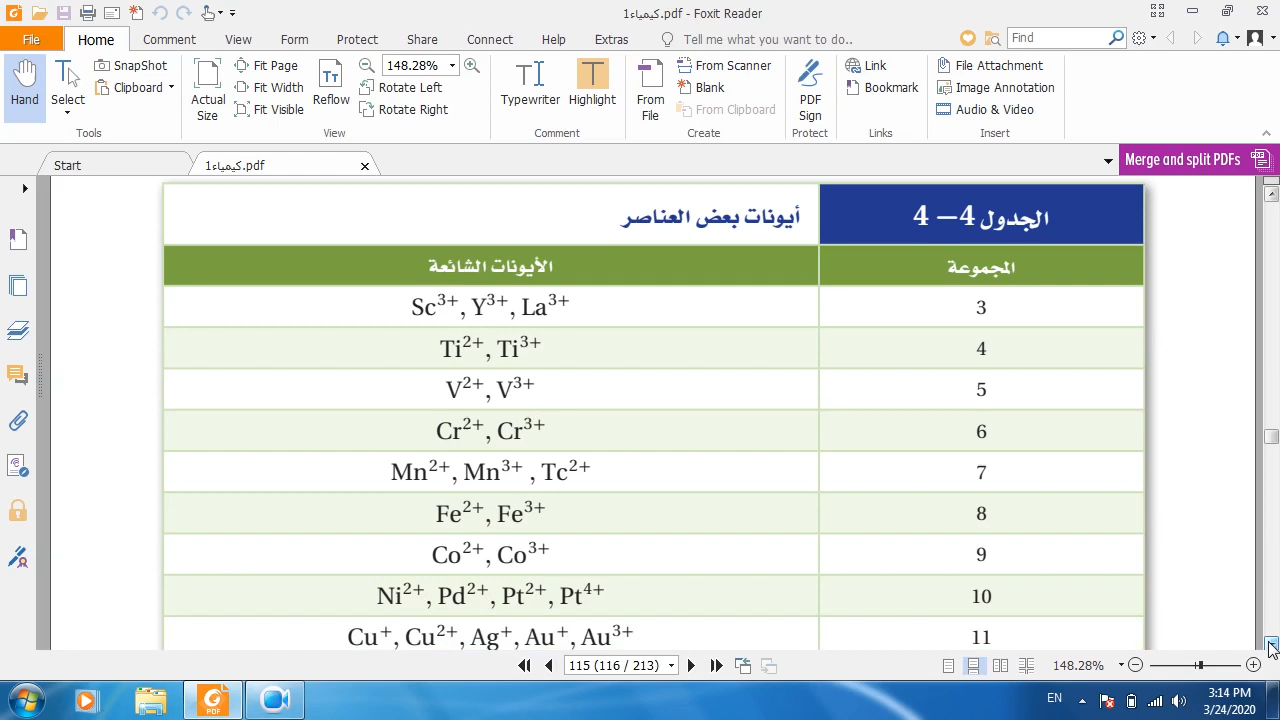 كيمياء1.pdf - Foxit Reader
File Home Comment View Form Protect Share Connect Help Extras Tell me what you want to do.. Find
Hand
Select
SnapShot
Clipboard
Tools
Actual Size
Fit Page
Fit Width
Fit Visible
Reflow
148.28%
Rotate Left
Rotate Right
View
Typewriter
Highlight
Comment
From File
From Scanner
Blank
From Clipboard
Create
PDF Sign
Protect
Link
Bookmark
Links
File Attachment
Image Annotation
Audio & Video
Insert
Start
كيمياء1.pdf
Merge and split PDFs
الجدول 4 – 4 أيونات بعض العناصر
المجموعة الأيونات الشائعة
3 Sc³⁺, Y³⁺, La³⁺
4 Ti²⁺, Ti³⁺
5 V²⁺, V³⁺
6 Cr²⁺, Cr³⁺
7 Mn²⁺, Mn³⁺ , Tc²⁺
8 Fe²⁺, Fe³⁺
9 Co²⁺, Co³⁺
10 Ni²⁺, Pd²⁺, Pt²⁺, Pt⁴⁺
11 Cu⁺, Cu²⁺, Ag⁺, Au⁺, Au³⁺
115 (116 / 213)
148.28%
EN
3:14 PM
3/24/2020